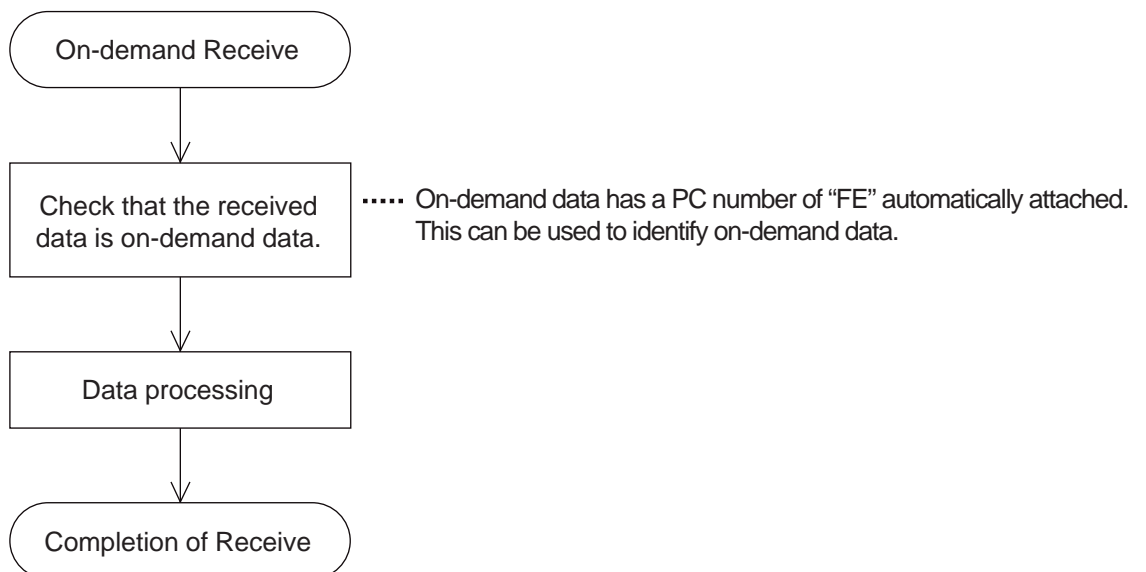 On-demand Receive
Check that the received
data is on-demand data.
On-demand data has a PC number of “FE” automatically attached.
This can be used to identify on-demand data.
Data processing
Completion of Receive